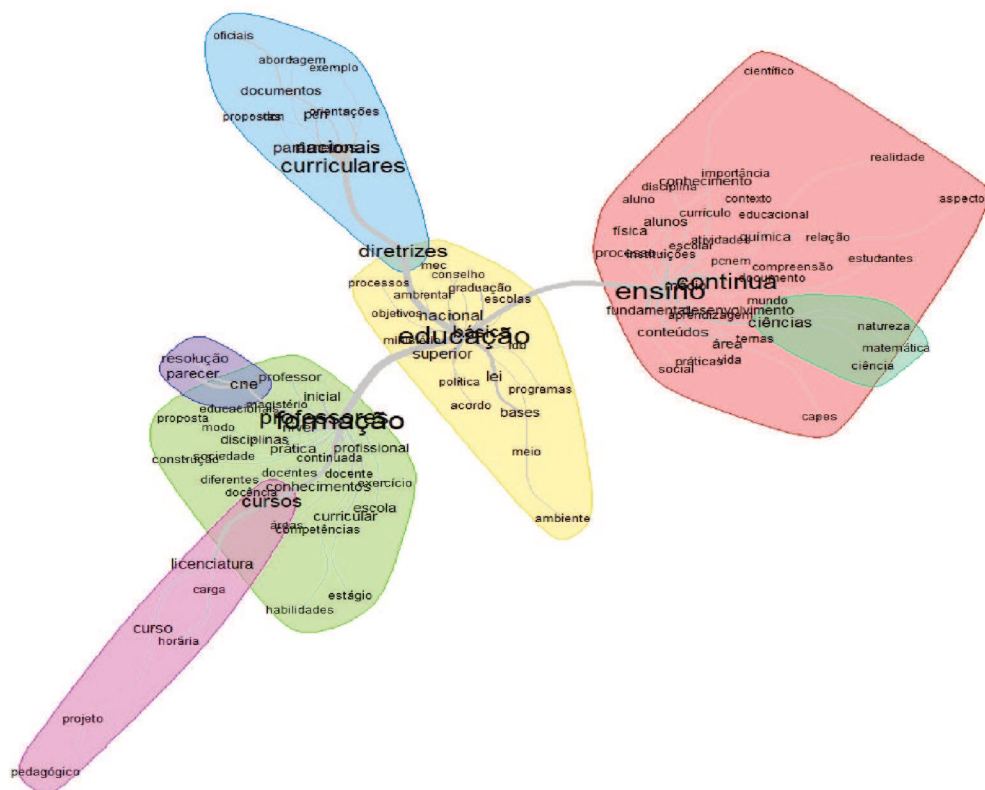 oficiais
abordagem
exemplo
documentos
orientações
propostas
pcn
nacionais
curriculares
diretrizes
científico
realidade
importância
conhecimento
disciplina
aspecto
aluno
contexto
currículo
educacional
alunos
física
química
relação
atividades
escolar
processo
instituições
pcnem
compreensão
estudantes
documento
continua
ensino
mundo
fundamental
desenvolvimento
aprendizagem
ciências
natureza
conteúdos
temas
área
matemática
práticas
vida
social
ciência
capes
mec
conselho
processos
graduação
ambiental
escolas
objetivos
nacional
básica
educação
ministério
ldb
superior
lei
política
programas
acordo
bases
meio
ambiente
resolução
parecer
cne
professor
inicial
magistério
educacionais
proposta
professores
formação
modo
nível
disciplinas
prática
profissional
sociedade
construção
continuada
docentes
docente
diferentes
exercício
conhecimentos
docência
cursos
escola
curricular
áreas
competências
licenciatura
carga
estágio
habilidades
curso
horária
projeto
pedagógico